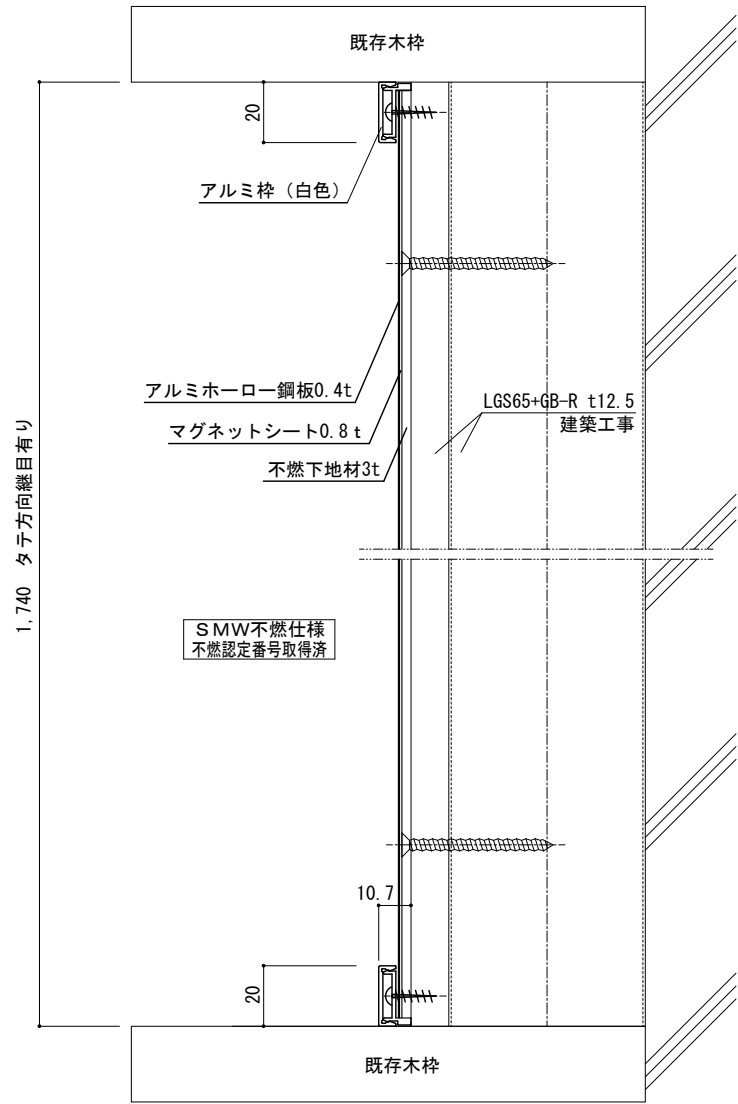 既存木枠
20
アルミ枠（白色）
アルミホーロー鋼板0.4t
マグネットシート0.8t
不燃下地材3t
LGS65+GB-R t12.5
建築工事
1,740 タテ方向継目有り
SMW不燃仕様
不燃認定番号取得済
10.7
20
既存木枠